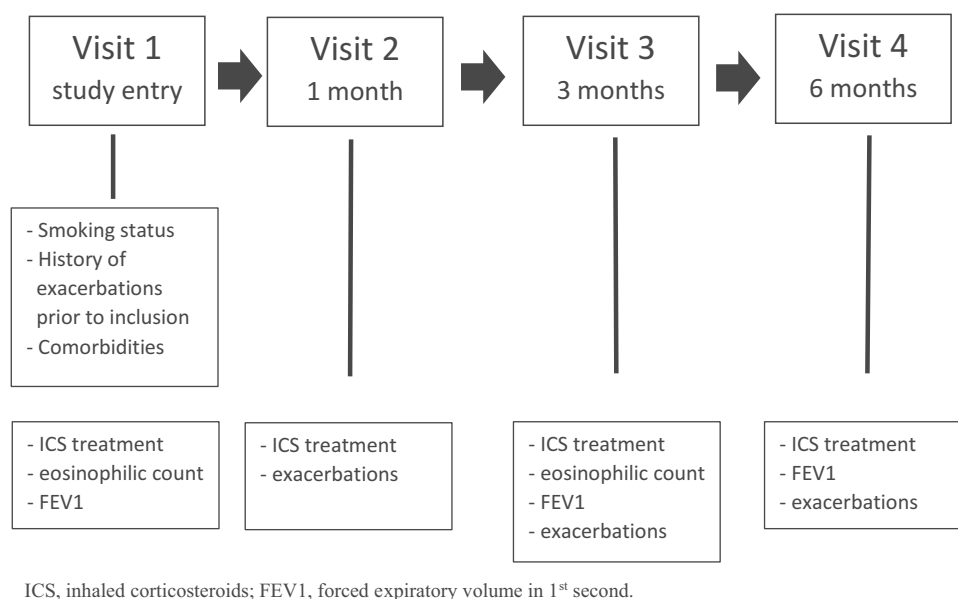 Visit 1
study entry
Visit 2
1 month
Visit 3
3 months
Visit 4
6 months
- Smoking status
- History of
exacerbations
prior to inclusion
- Comorbidities
- ICS treatment
- eosinophilic count
- FEV1
- ICS treatment
- exacerbations
- ICS treatment
- eosinophilic count
- FEV1
- exacerbations
- ICS treatment
- FEV1
- exacerbations
ICS, inhaled corticosteroids; FEV1, forced expiratory volume in 1st second.